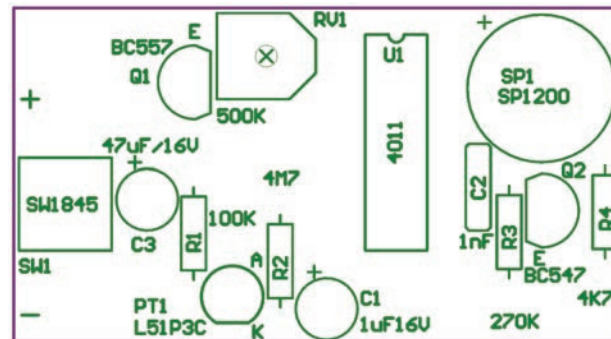 E
BC557
Q1
RV1
500K
+
47uF/16V
+
C3
SW1845
SW1
100K
R1
4M7
R2
A
PT1
L51P3C
K
+
C1
1uF16V
U1
4011
+
SP1
SP1200
C2
1nF
R3
Q2
E
BC547
R4
4K7
270K
-